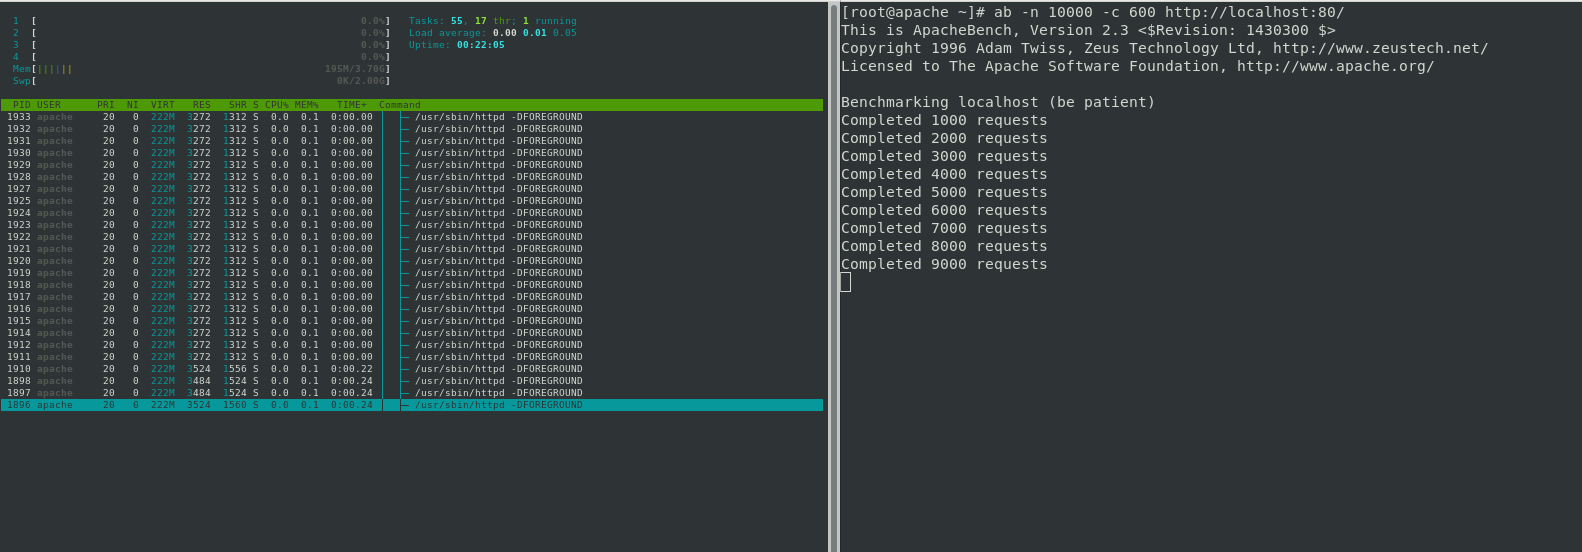 1 [ 0.0%] Tasks: 55, 17 thr; 1 running
2 [ 0.0%] Load average: 0.00 0.01 0.05
3 [ 0.0%] Uptime: 00:22:05
4 [ 0.0%]
Mem[|||||| 195M/3.70G]
Swp[ 0K/2.00G]
PID USER PRI NI VIRT RES SHR S CPU% MEM% TIME+ Command
1933 apache 20 0 222M 3272 1312 S 0.0 0.1 0:00.00 /usr/sbin/httpd -DFOREGROUND
1932 apache 20 0 222M 3272 1312 S 0.0 0.1 0:00.00 /usr/sbin/httpd -DFOREGROUND
1931 apache 20 0 222M 3272 1312 S 0.0 0.1 0:00.00 /usr/sbin/httpd -DFOREGROUND
1930 apache 20 0 222M 3272 1312 S 0.0 0.1 0:00.00 /usr/sbin/httpd -DFOREGROUND
1929 apache 20 0 222M 3272 1312 S 0.0 0.1 0:00.00 /usr/sbin/httpd -DFOREGROUND
1928 apache 20 0 222M 3272 1312 S 0.0 0.1 0:00.00 /usr/sbin/httpd -DFOREGROUND
1927 apache 20 0 222M 3272 1312 S 0.0 0.1 0:00.00 /usr/sbin/httpd -DFOREGROUND
1925 apache 20 0 222M 3272 1312 S 0.0 0.1 0:00.00 /usr/sbin/httpd -DFOREGROUND
1924 apache 20 0 222M 3272 1312 S 0.0 0.1 0:00.00 /usr/sbin/httpd -DFOREGROUND
1923 apache 20 0 222M 3272 1312 S 0.0 0.1 0:00.00 /usr/sbin/httpd -DFOREGROUND
1922 apache 20 0 222M 3272 1312 S 0.0 0.1 0:00.00 /usr/sbin/httpd -DFOREGROUND
1921 apache 20 0 222M 3272 1312 S 0.0 0.1 0:00.00 /usr/sbin/httpd -DFOREGROUND
1920 apache 20 0 222M 3272 1312 S 0.0 0.1 0:00.00 /usr/sbin/httpd -DFOREGROUND
1919 apache 20 0 222M 3272 1312 S 0.0 0.1 0:00.00 /usr/sbin/httpd -DFOREGROUND
1918 apache 20 0 222M 3272 1312 S 0.0 0.1 0:00.00 /usr/sbin/httpd -DFOREGROUND
1917 apache 20 0 222M 3272 1312 S 0.0 0.1 0:00.00 /usr/sbin/httpd -DFOREGROUND
1916 apache 20 0 222M 3272 1312 S 0.0 0.1 0:00.00 /usr/sbin/httpd -DFOREGROUND
1915 apache 20 0 222M 3272 1312 S 0.0 0.1 0:00.00 /usr/sbin/httpd -DFOREGROUND
1914 apache 20 0 222M 3272 1312 S 0.0 0.1 0:00.00 /usr/sbin/httpd -DFOREGROUND
1912 apache 20 0 222M 3272 1312 S 0.0 0.1 0:00.00 /usr/sbin/httpd -DFOREGROUND
1911 apache 20 0 222M 3272 1312 S 0.0 0.1 0:00.00 /usr/sbin/httpd -DFOREGROUND
1910 apache 20 0 222M 3524 1556 S 0.0 0.1 0:00.22 /usr/sbin/httpd -DFOREGROUND
1898 apache 20 0 222M 3484 1524 S 0.0 0.1 0:00.24 /usr/sbin/httpd -DFOREGROUND
1897 apache 20 0 222M 3484 1524 S 0.0 0.1 0:00.24 /usr/sbin/httpd -DFOREGROUND
1896 apache 20 0 222M 3524 1560 S 0.0 0.1 0:00.24 /usr/sbin/httpd -DFOREGROUND
[root@apache ~]# ab -n 10000 -c 600 http://localhost:80/
This is ApacheBench, Version 2.3 <$Revision: 1430300 $>
Copyright 1996 Adam Twiss, Zeus Technology Ltd, http://www.zeustech.net/
Licensed to The Apache Software Foundation, http://www.apache.org/
Benchmarking localhost (be patient)
Completed 1000 requests
Completed 2000 requests
Completed 3000 requests
Completed 4000 requests
Completed 5000 requests
Completed 6000 requests
Completed 7000 requests
Completed 8000 requests
Completed 9000 requests